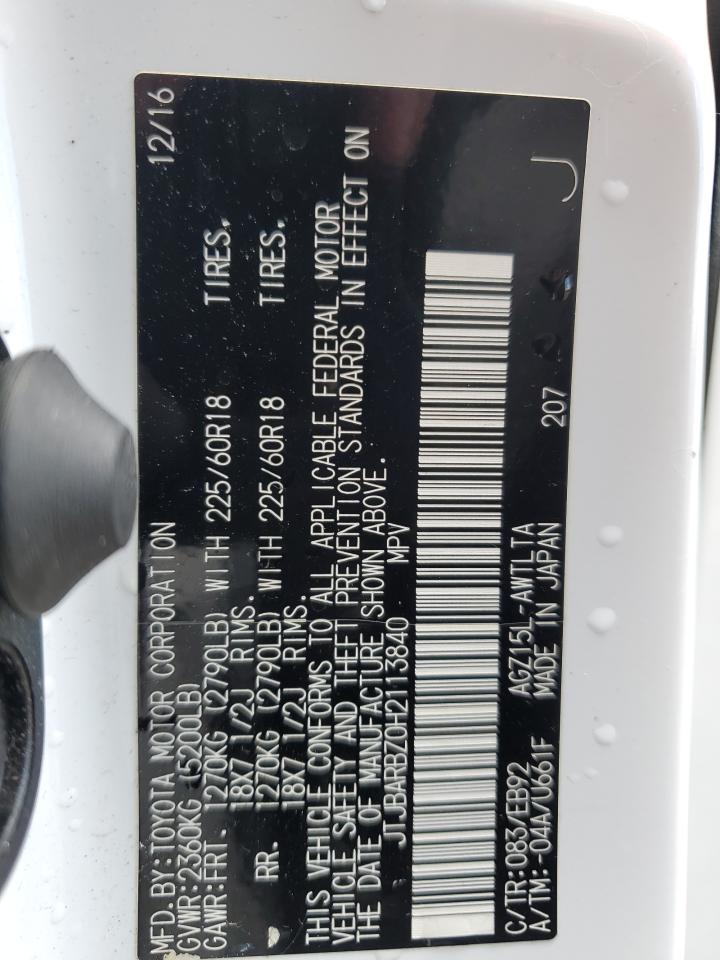 MFD.BY:TOYOTA MOTOR CORPORATION 12/16
GVWR:2360KG (5200LB)
GAWR:FRT. 1270KG (2790LB) WITH 225/60R18 TIRES,
18X7 1/2J RIMS.
RR. 1270KG (2790LB) WITH 225/60R18 TIRES,
18X7 1/2J RIMS.
THIS VEHICLE CONFORMS TO ALL APPLICABLE FEDERAL MOTOR
VEHICLE SAFETY AND THEFT PREVENTION STANDARDS IN EFFECT ON
THE DATE OF MANUFACTURE SHOWN ABOVE.
JTJBARBZ0H2113840 MPV
C/TR:083/EB92 AGZ15L-AWTLTA
A/TM:-04A/U661F MADE IN JAPAN 207 J